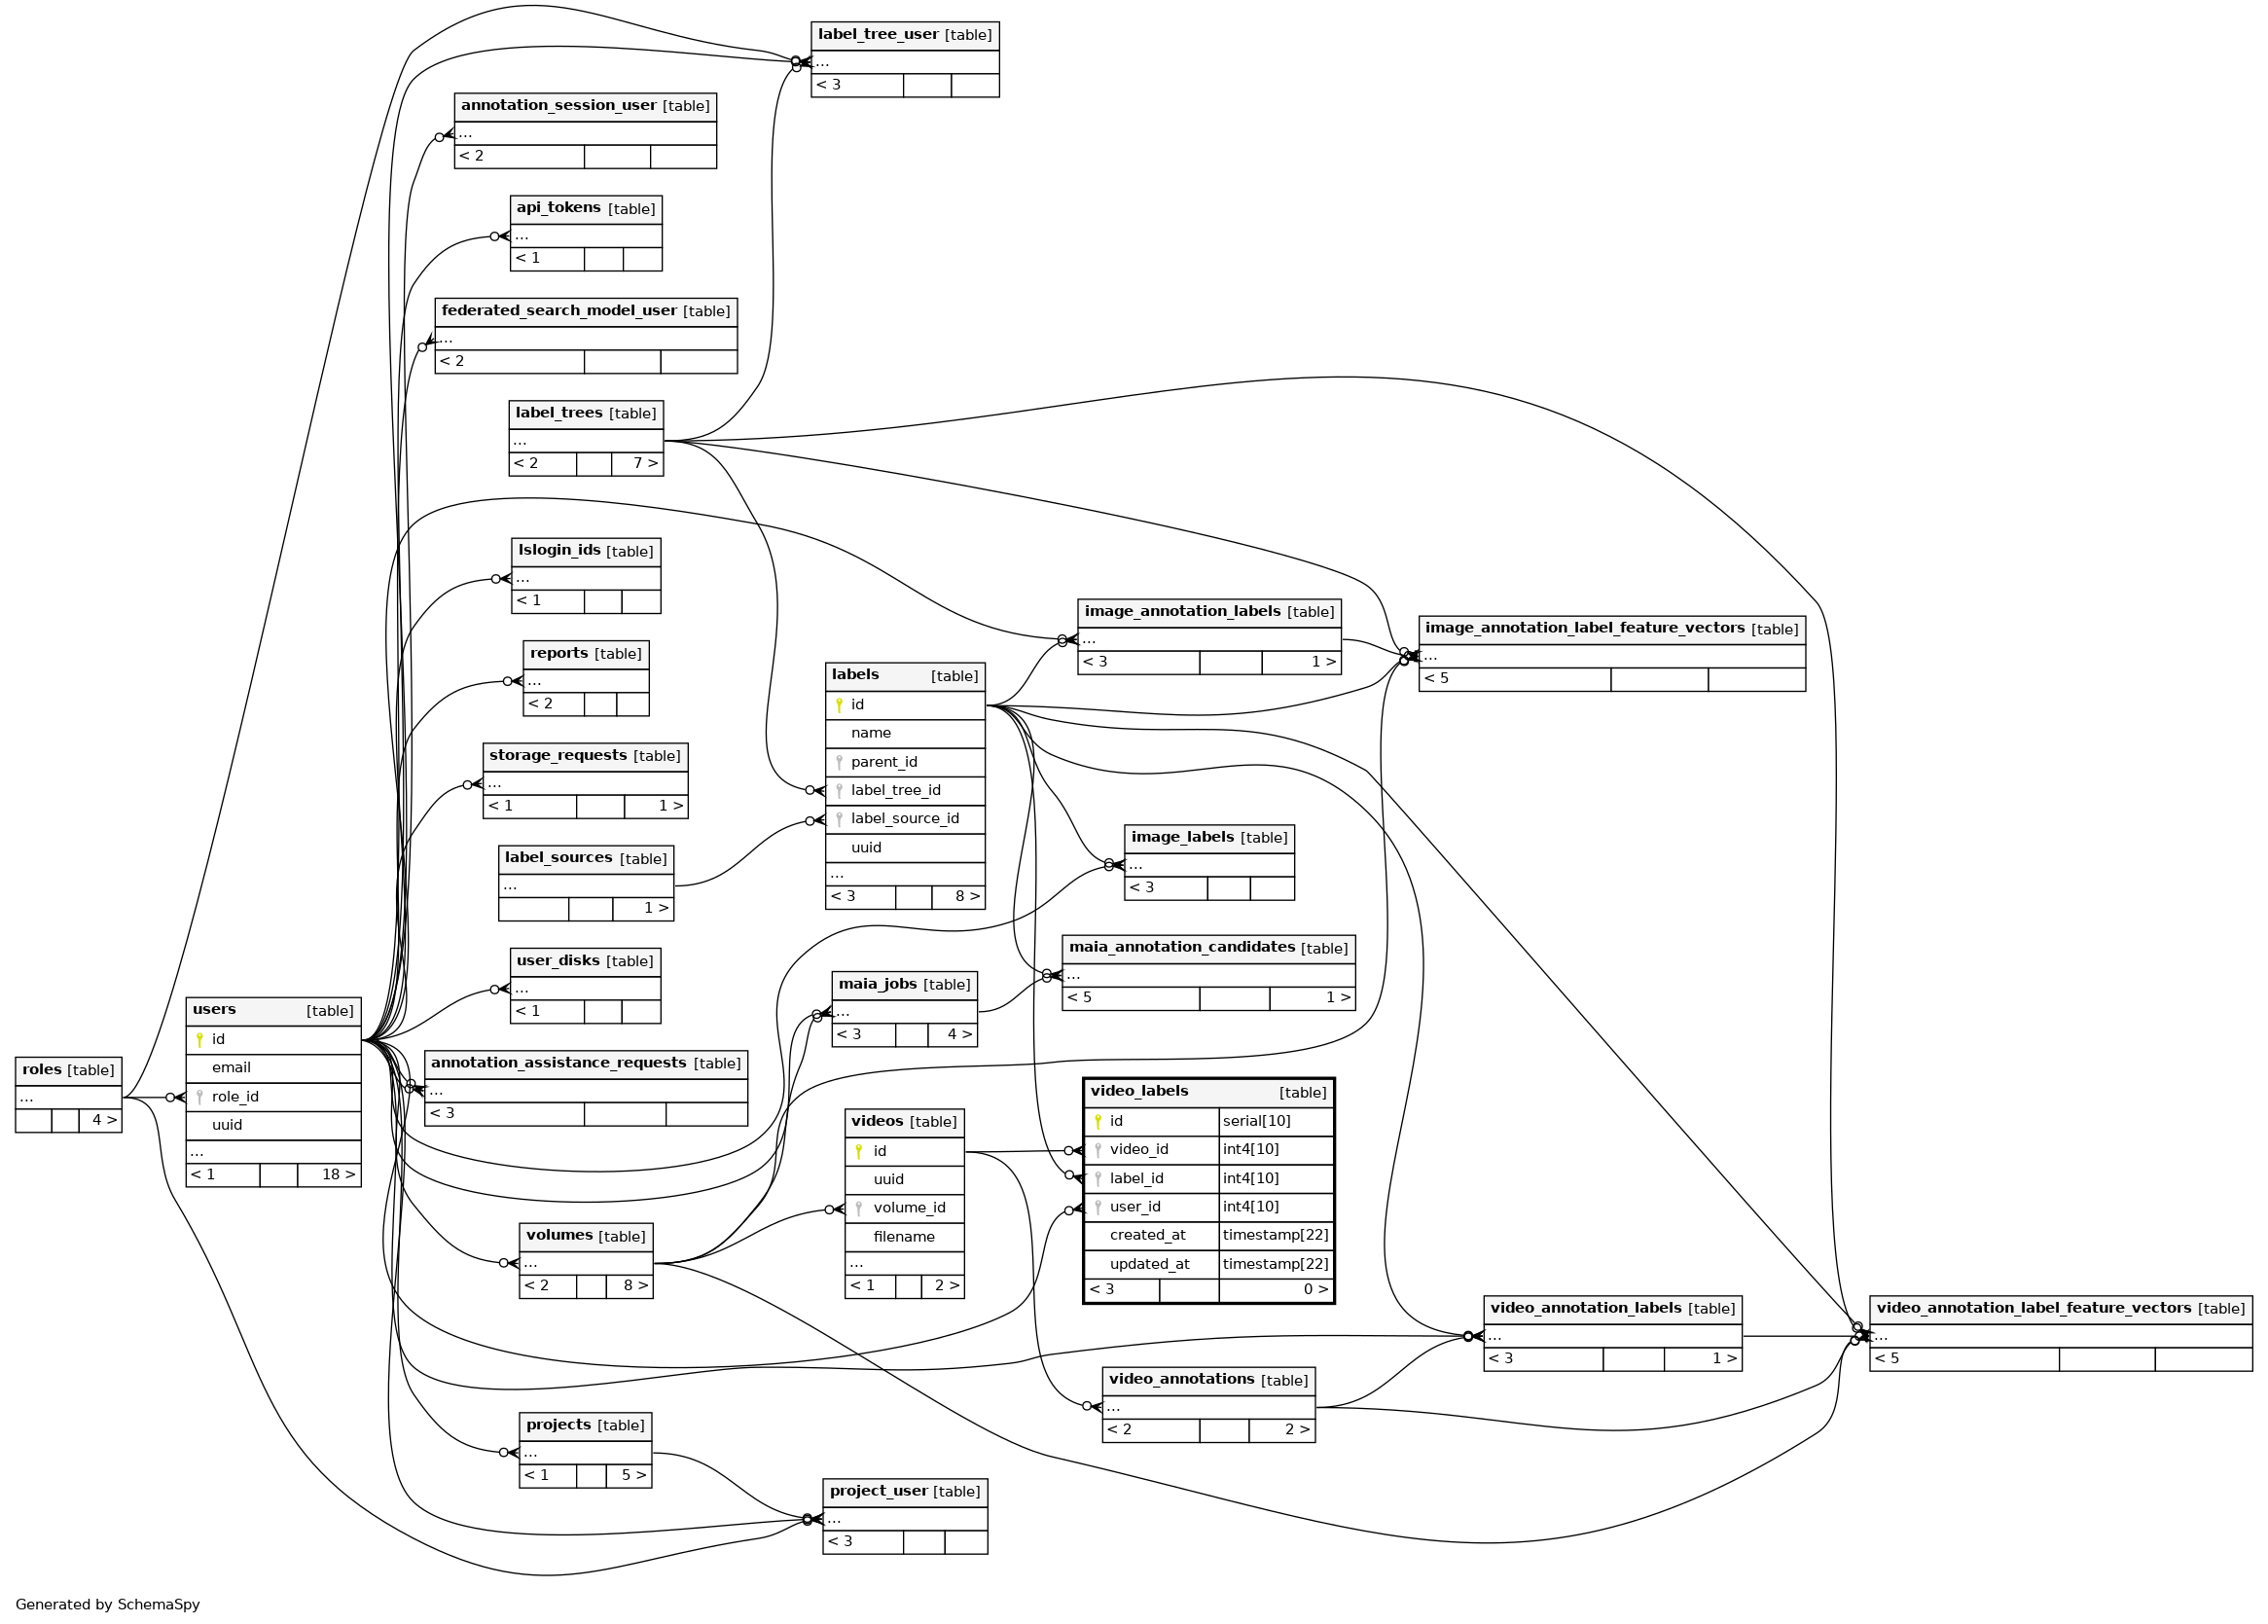 label_tree_user [table]
...
< 3
annotation_session_user [table]
...
< 2
api_tokens [table]
...
< 1
federated_search_model_user [table]
...
< 2
label_trees [table]
...
< 2 7 >
lslogin_ids [table]
...
< 1
reports [table]
...
< 2
storage_requests [table]
...
< 1 1 >
label_sources [table]
...
1 >
user_disks [table]
...
< 1
annotation_assistance_requests [table]
...
< 3
roles [table]
...
4 >
users [table]
id
email
role_id
uuid
...
< 1 18 >
volumes [table]
...
< 2 8 >
projects [table]
...
< 1 5 >
labels [table]
id
name
parent_id
label_tree_id
label_source_id
uuid
...
< 3 8 >
maia_jobs [table]
...
< 3 4 >
videos [table]
id
uuid
volume_id
filename
...
< 1 2 >
project_user [table]
...
< 3
image_annotation_labels [table]
...
< 3 1 >
image_labels [table]
...
< 3
maia_annotation_candidates [table]
...
< 5 1 >
video_labels [table]
id serial[10]
video_id int4[10]
label_id int4[10]
user_id int4[10]
created_at timestamp[22]
updated_at timestamp[22]
< 3 0 >
video_annotations [table]
...
< 2 2 >
image_annotation_label_feature_vectors [table]
...
< 5
video_annotation_labels [table]
...
< 3 1 >
video_annotation_label_feature_vectors [table]
...
< 5
Generated by SchemaSpy